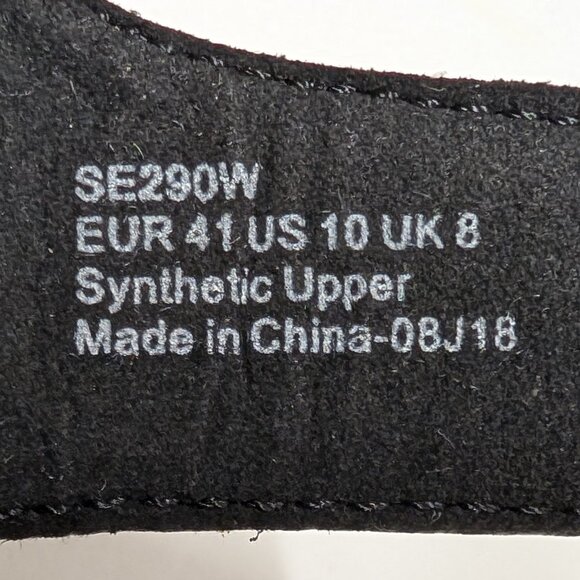 SE290W
EUR 41 US 10 UK 8
Synthetic Upper
Made in China-08J18